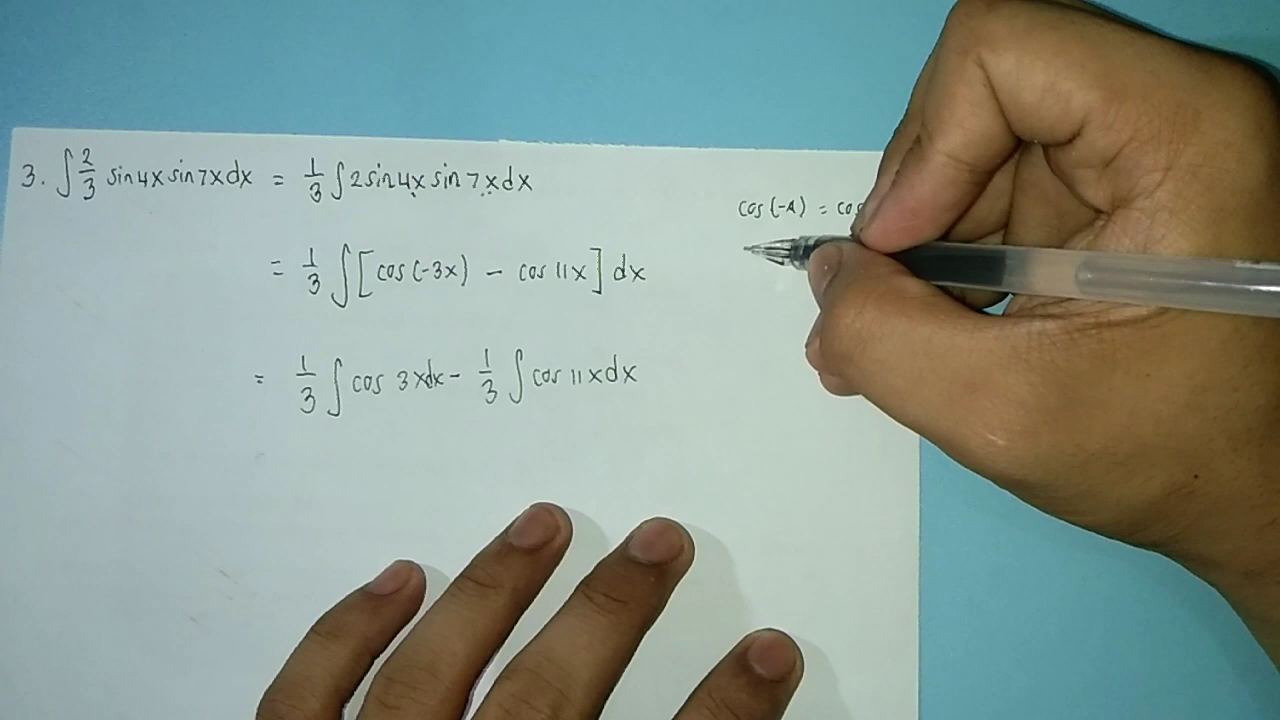 3. ∫ 2/3 sin 4x sin 7x dx = 1/3 ∫ 2 sin 4x sin 7x dx
cos (-A) = cos
= 1/3 ∫ [cos (-3x) - cos 11x] dx
= 1/3 ∫ cos 3x dx - 1/3 ∫ cos 11x dx